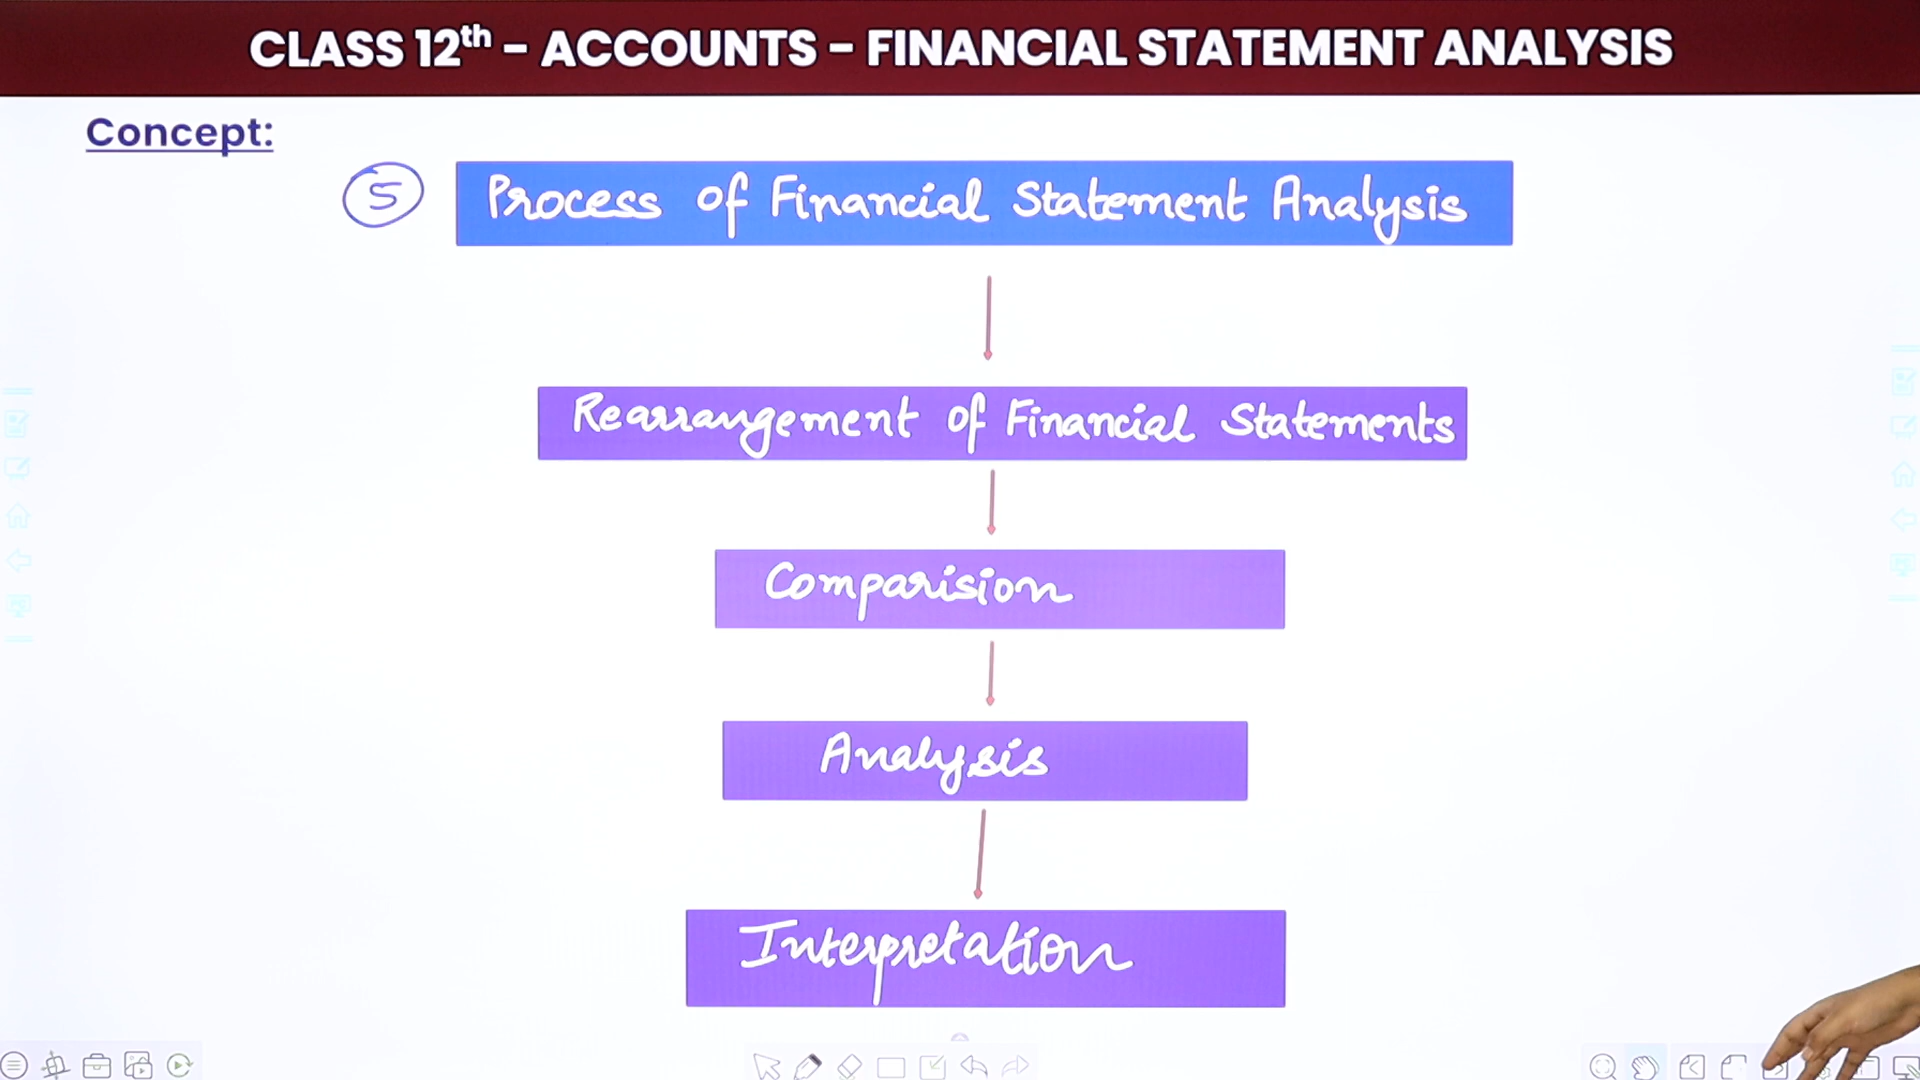 CLASS 12th – ACCOUNTS – FINANCIAL STATEMENT ANALYSIS
Concept:
5 Process of Financial Statement Analysis
Rearrangement of Financial Statements
Comparision
Analysis
Interpretation